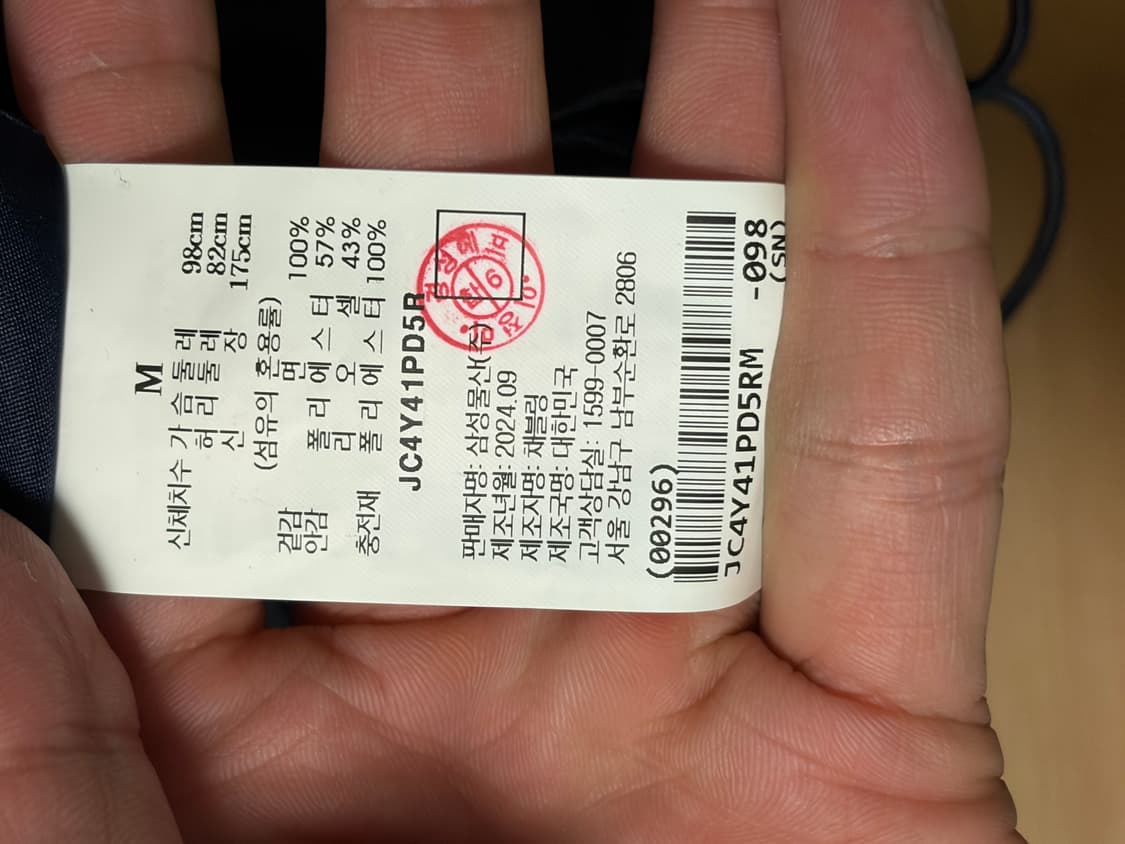 M
신체치수 가슴둘레 98cm
허리둘레 82cm
신장 175cm
(섬유의 혼용률)
겉감 면 100%
안감 폴리에스터 57%
리오셀 43%
충전재 폴리에스터 100%
JC4Y41PD5R
판매자명: 삼성물산(주)
제조년월: 2024.09
제조자명: 채블링
제조국명: 대한민국
고객상담실: 1599-0007
서울 강남구 남부순환로 2806
(00296)
JC4Y41PD5RM -098
(SN)